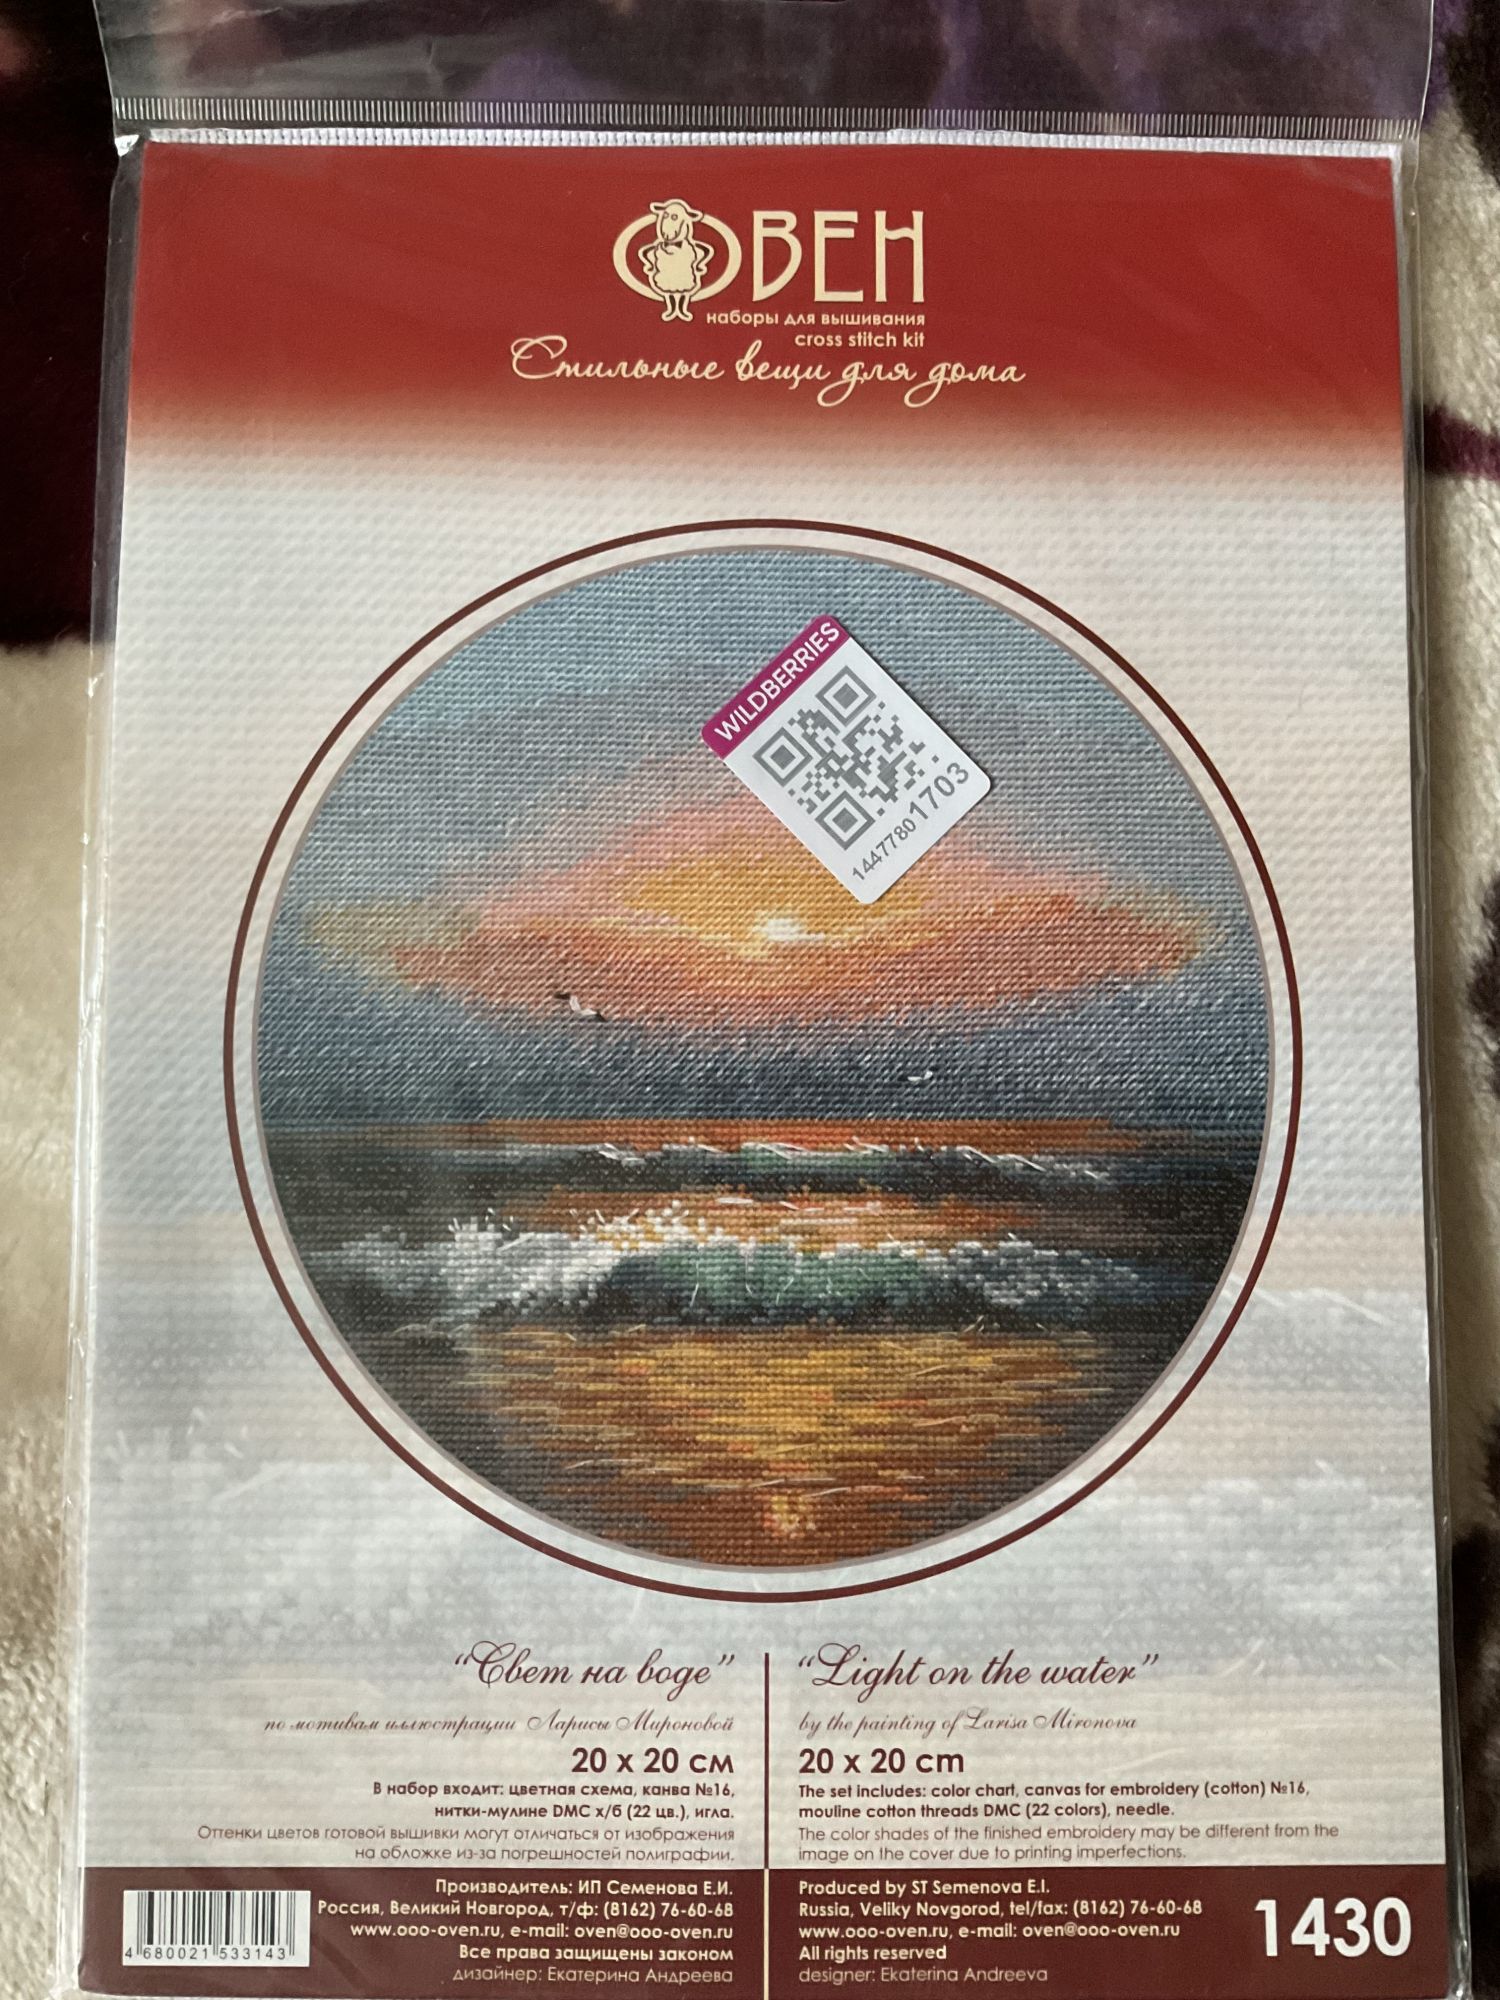 ОВЕН
наборы для вышивания
cross stitch kit
Стильные вещи для дома
WILDBERRIES
1447780 1703
“Свет на воде”
по мотивам иллюстрации Ларисы Мироновой
20 х 20 см
В набор входит: цветная схема, канва №16,
нитки-мулине DMC х/б (22 цв.), игла.
Оттенки цветов готовой вышивки могут отличаться от изображения
на обложке из-за погрешностей полиграфии.
“Light on the water”
by the painting of Larisa Mironova
20 x 20 cm
The set includes: color chart, canvas for embroidery (cotton) №16,
mouline cotton threads DMC (22 colors), needle.
The color shades of the finished embroidery may be different from the
image on the cover due to printing imperfections.
4 680021 533143
Производитель: ИП Семенова Е.И.
Россия, Великий Новгород, т/ф: (8162) 76-60-68
www.ooo-oven.ru, e-mail: oven@ooo-oven.ru
Все права защищены законом
дизайнер: Екатерина Андреева
Produced by ST Semenova E.I.
Russia, Veliky Novgorod, tel/fax: (8162) 76-60-68
www.ooo-oven.ru, e-mail: oven@ooo-oven.ru
All rights reserved
designer: Ekaterina Andreeva
1430